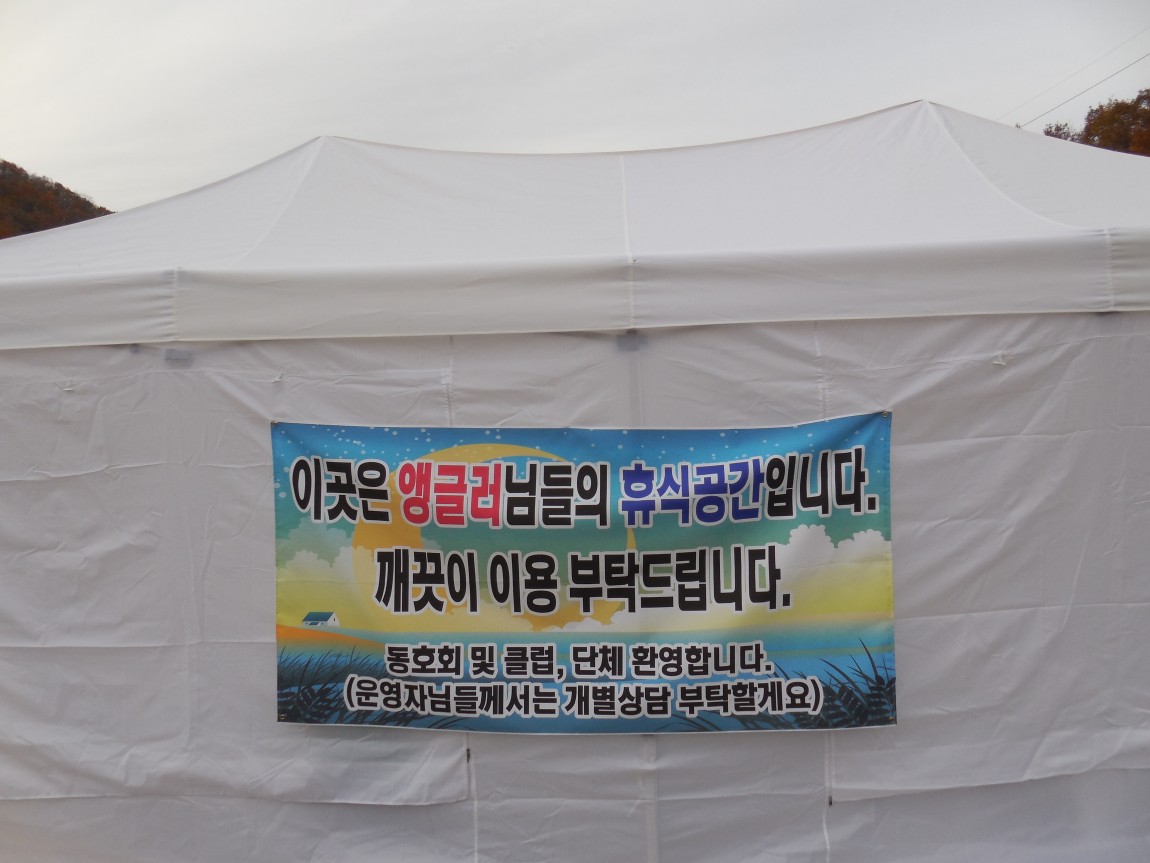 이곳은 앵글러님들의 휴식공간입니다.
깨끗이 이용 부탁드립니다.
동호회 및 클럽, 단체 환영합니다.
(운영자님들께서는 개별상담 부탁할게요)